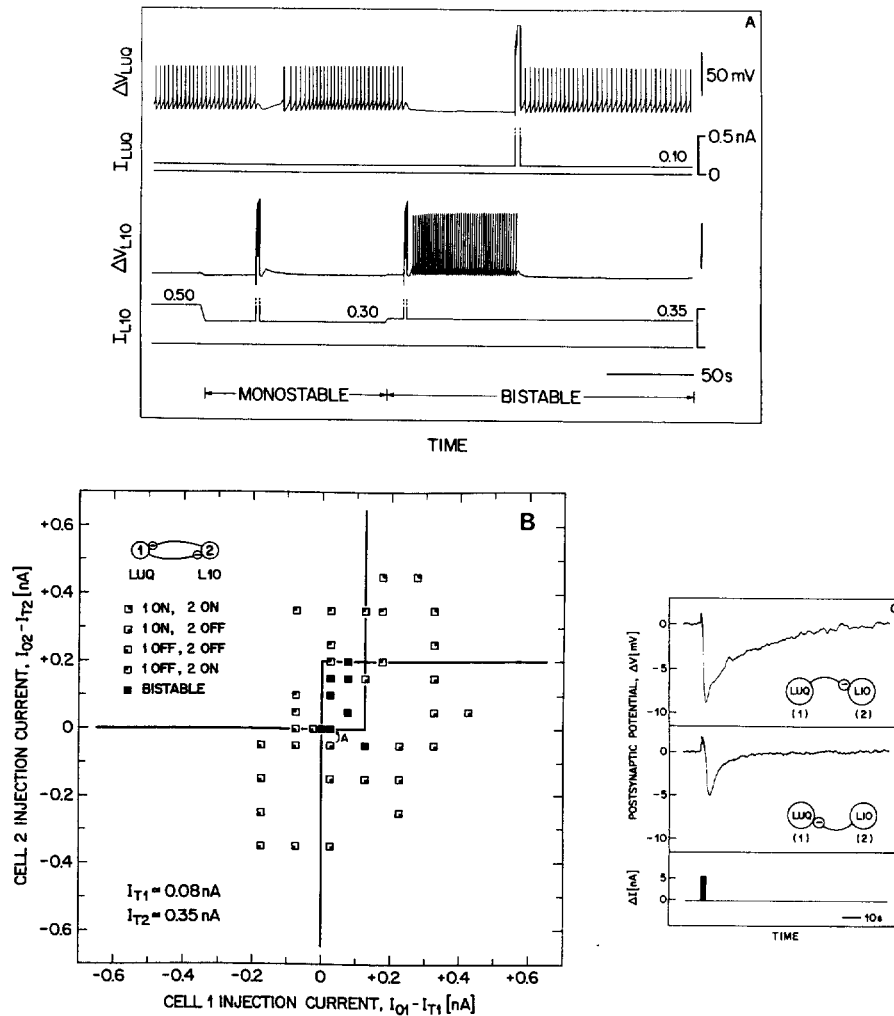 A
ΔV_LUQ
50 mV
I_LUQ
0.10
0.5 nA
0
ΔV_L10
I_L10
0.50
0.30
0.35
50 s
MONOSTABLE
BISTABLE
TIME
B
CELL 2 INJECTION CURRENT, I_O2 – I_T2 [nA]
+0.6
+0.4
+0.2
0
-0.2
-0.4
-0.6
1 2
LUQ L10
1 ON, 2 ON
1 ON, 2 OFF
1 OFF, 2 OFF
1 OFF, 2 ON
BISTABLE
A
I_T1 ≈ 0.08 nA
I_T2 ≈ 0.35 nA
-0.6 -0.4 -0.2 0 +0.2 +0.4 +0.6
CELL 1 INJECTION CURRENT, I_O1 – I_T1 [nA]
POSTSYNAPTIC POTENTIAL, ΔV [mV]
0
-5
-10
LUQ L10
(1) (2)
0
-5
-10
LUQ L10
(1) (2)
ΔI [nA]
5
0
10s
TIME